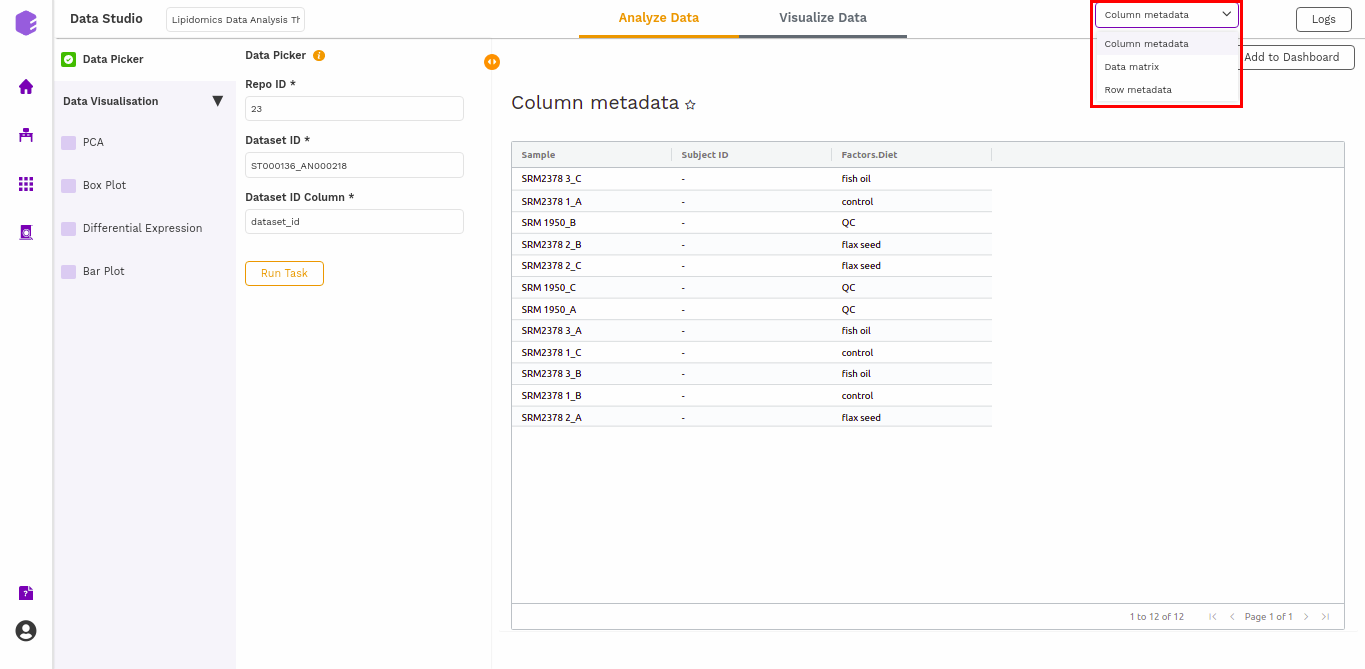 Data Studio
Lipidomics Data Analysis Th
Analyze Data
Visualize Data
Column metadata
Logs
Column metadata
Data matrix
Row metadata
Add to Dashboard
Data Picker
Data Visualisation
PCA
Box Plot
Differential Expression
Bar Plot
Data Picker
Repo ID *
23
Dataset ID *
ST000136_AN000218
Dataset ID Column *
dataset_id
Run Task
Column metadata
Sample Subject ID Factors.Diet
SRM2378 3_C - fish oil
SRM2378 1_A - control
SRM 1950_B - QC
SRM2378 2_B - flax seed
SRM2378 2_C - flax seed
SRM 1950_C - QC
SRM 1950_A - QC
SRM2378 3_A - fish oil
SRM2378 1_C - control
SRM2378 3_B - fish oil
SRM2378 1_B - control
SRM2378 2_A - flax seed
1 to 12 of 12 Page 1 of 1